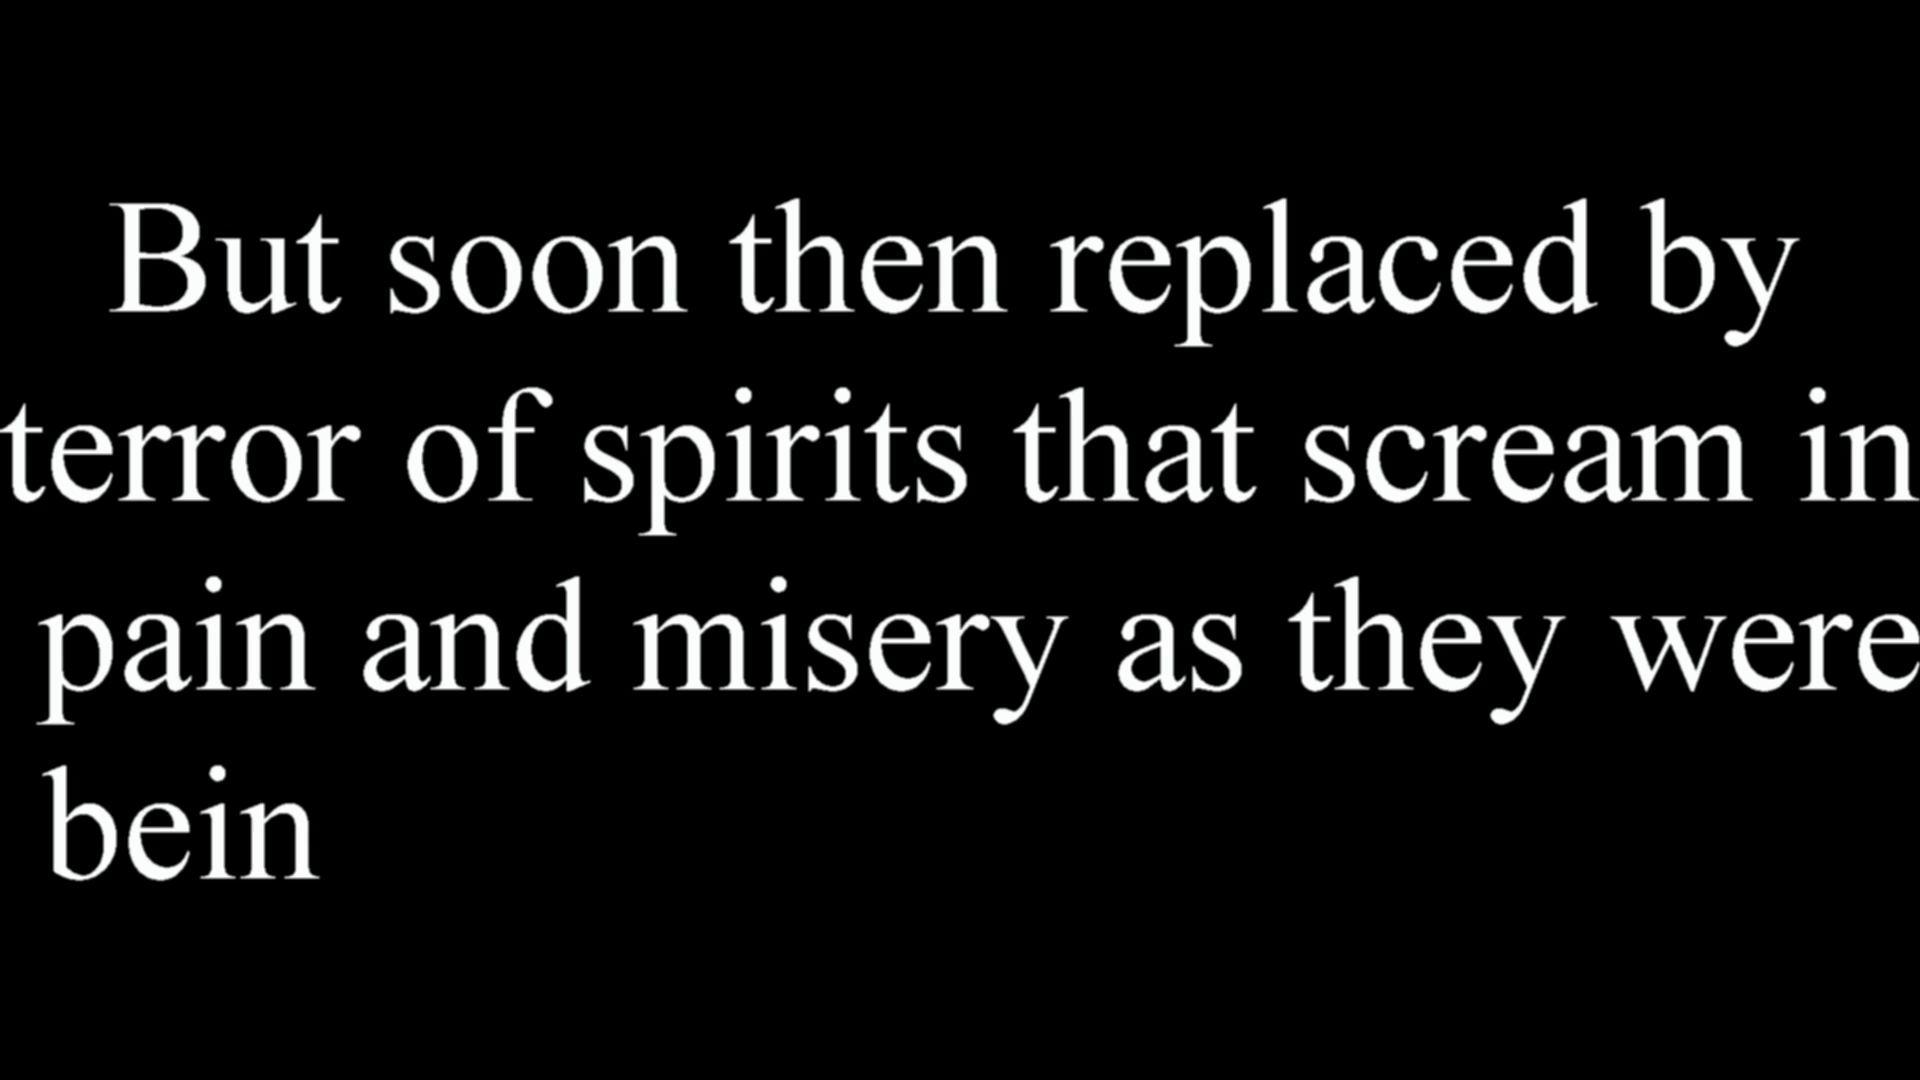 But soon then replaced by
terror of spirits that scream in
pain and misery as they were
bein